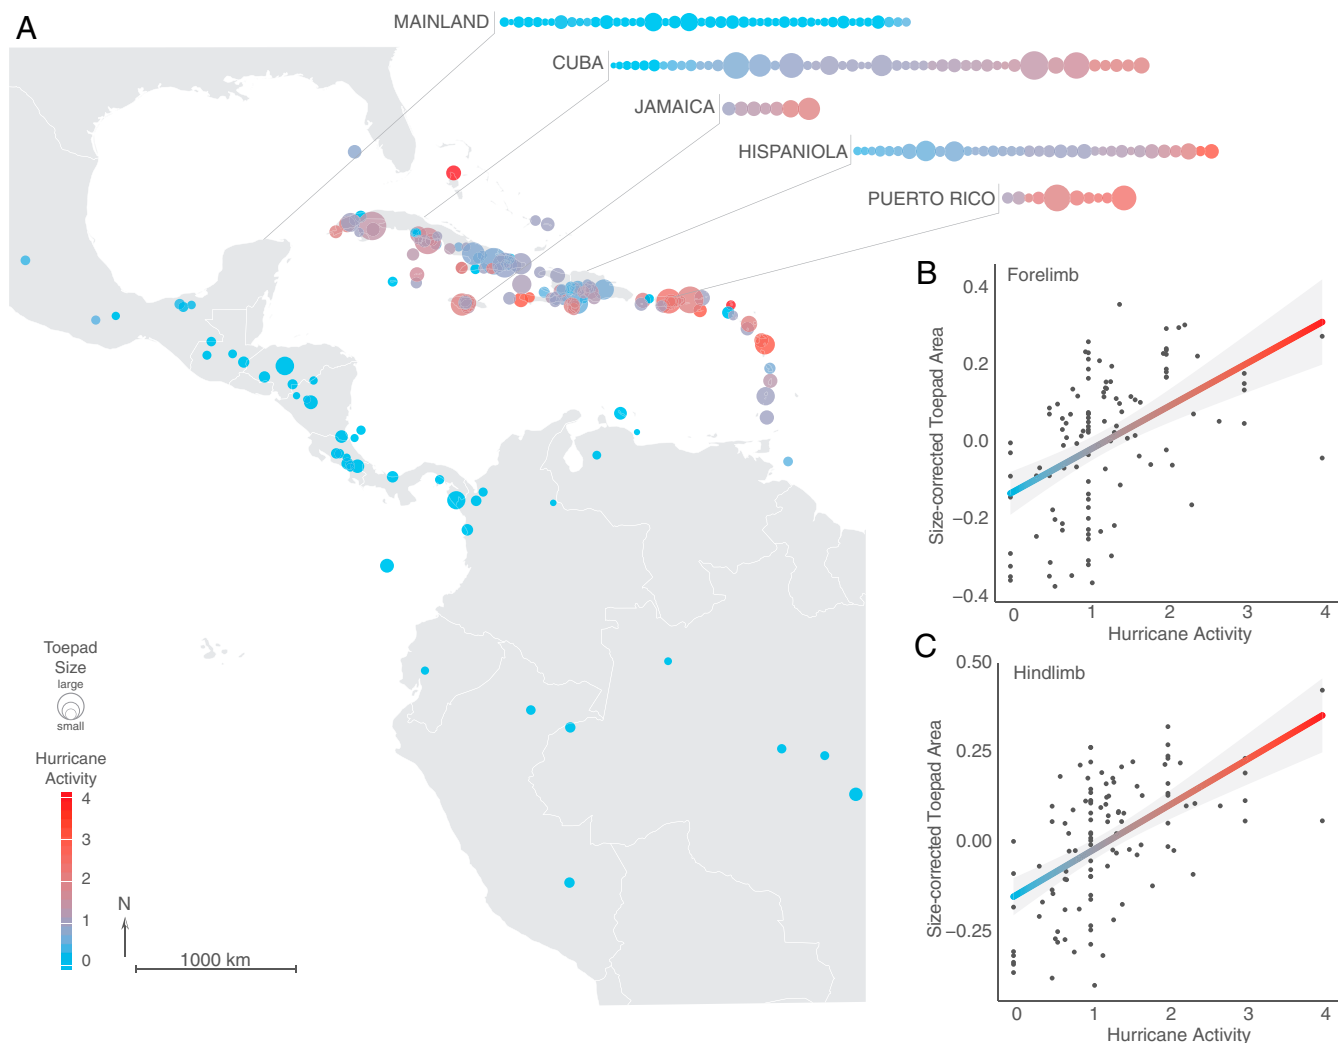 A
MAINLAND
CUBA
JAMAICA
HISPANIOLA
PUERTO RICO
Toepad
Size
large
small
Hurricane
Activity
4
3
2
1
0
N
1000 km
B
Forelimb
Size-corrected Toepad Area
0.4
0.2
0.0
−0.2
−0.4
0 1 2 3 4
Hurricane Activity
C
Hindlimb
Size-corrected Toepad Area
0.50
0.25
0.00
−0.25
0 1 2 3 4
Hurricane Activity